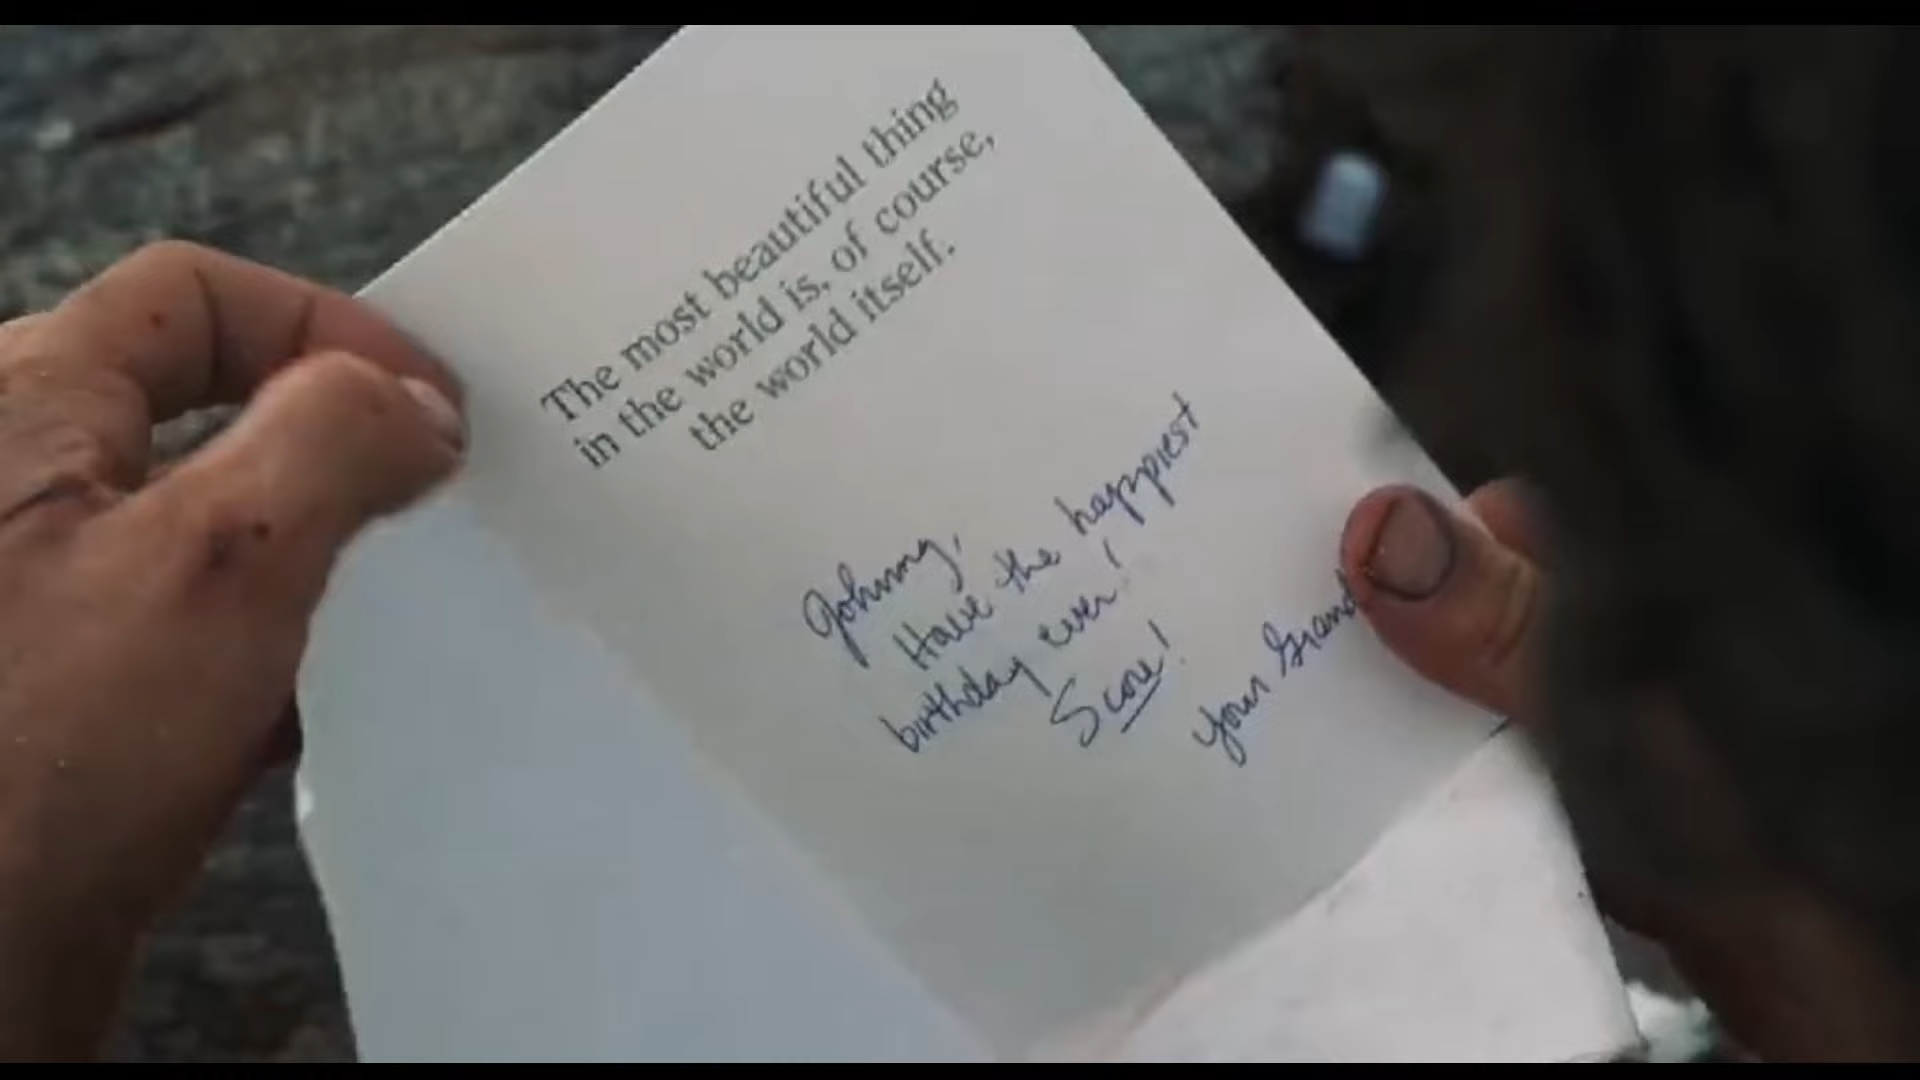 The most beautiful thing
in the world is, of course,
the world itself.
Johnny,
Have the happiest
birthday ever!
Score!
Your Grand